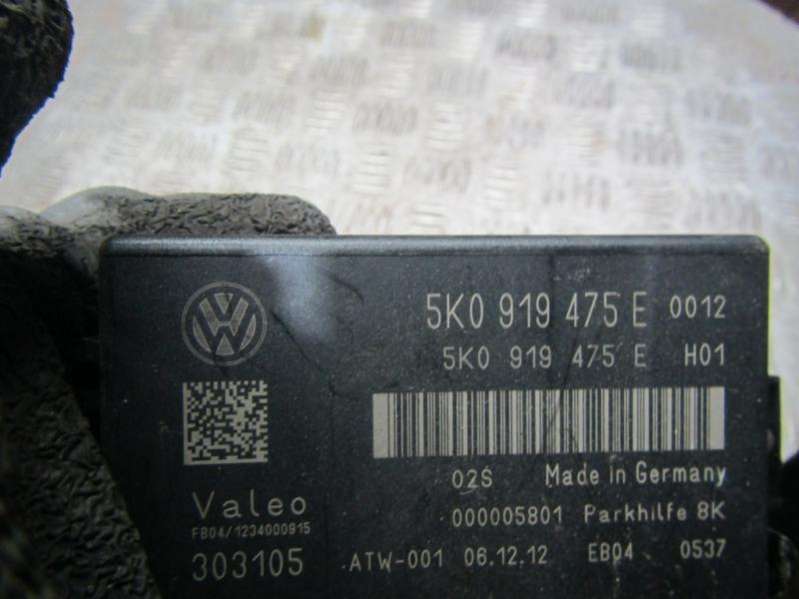 5K0 919 475 E 0012
5K0 919 475 E H01
02S Made in Germany
Valeo
FB04/1234000915
000005801 Parkhilfe 8K
303105 ATW-001 06.12.12 EB04 0537